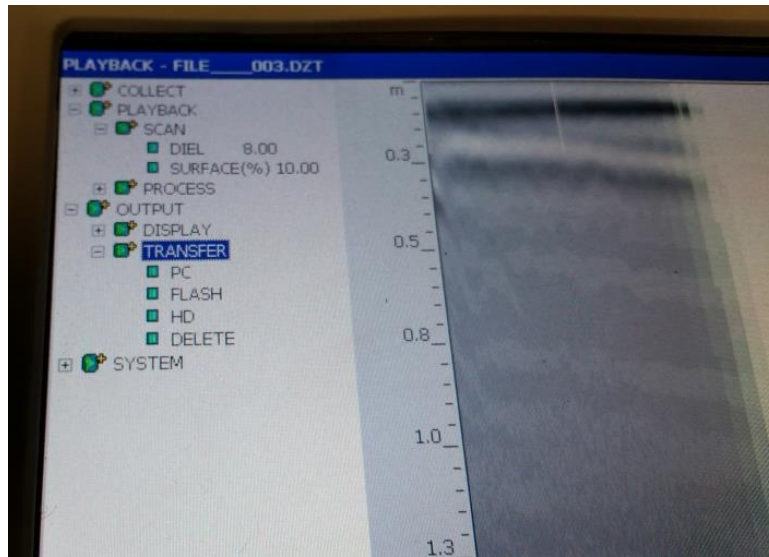 PLAYBACK - FILE____003.DZT
COLLECT
PLAYBACK
SCAN
DIEL 8.00
SURFACE(%) 10.00
PROCESS
OUTPUT
DISPLAY
TRANSFER
PC
FLASH
HD
DELETE
SYSTEM
m
0.3
0.5
0.8
1.0
1.3